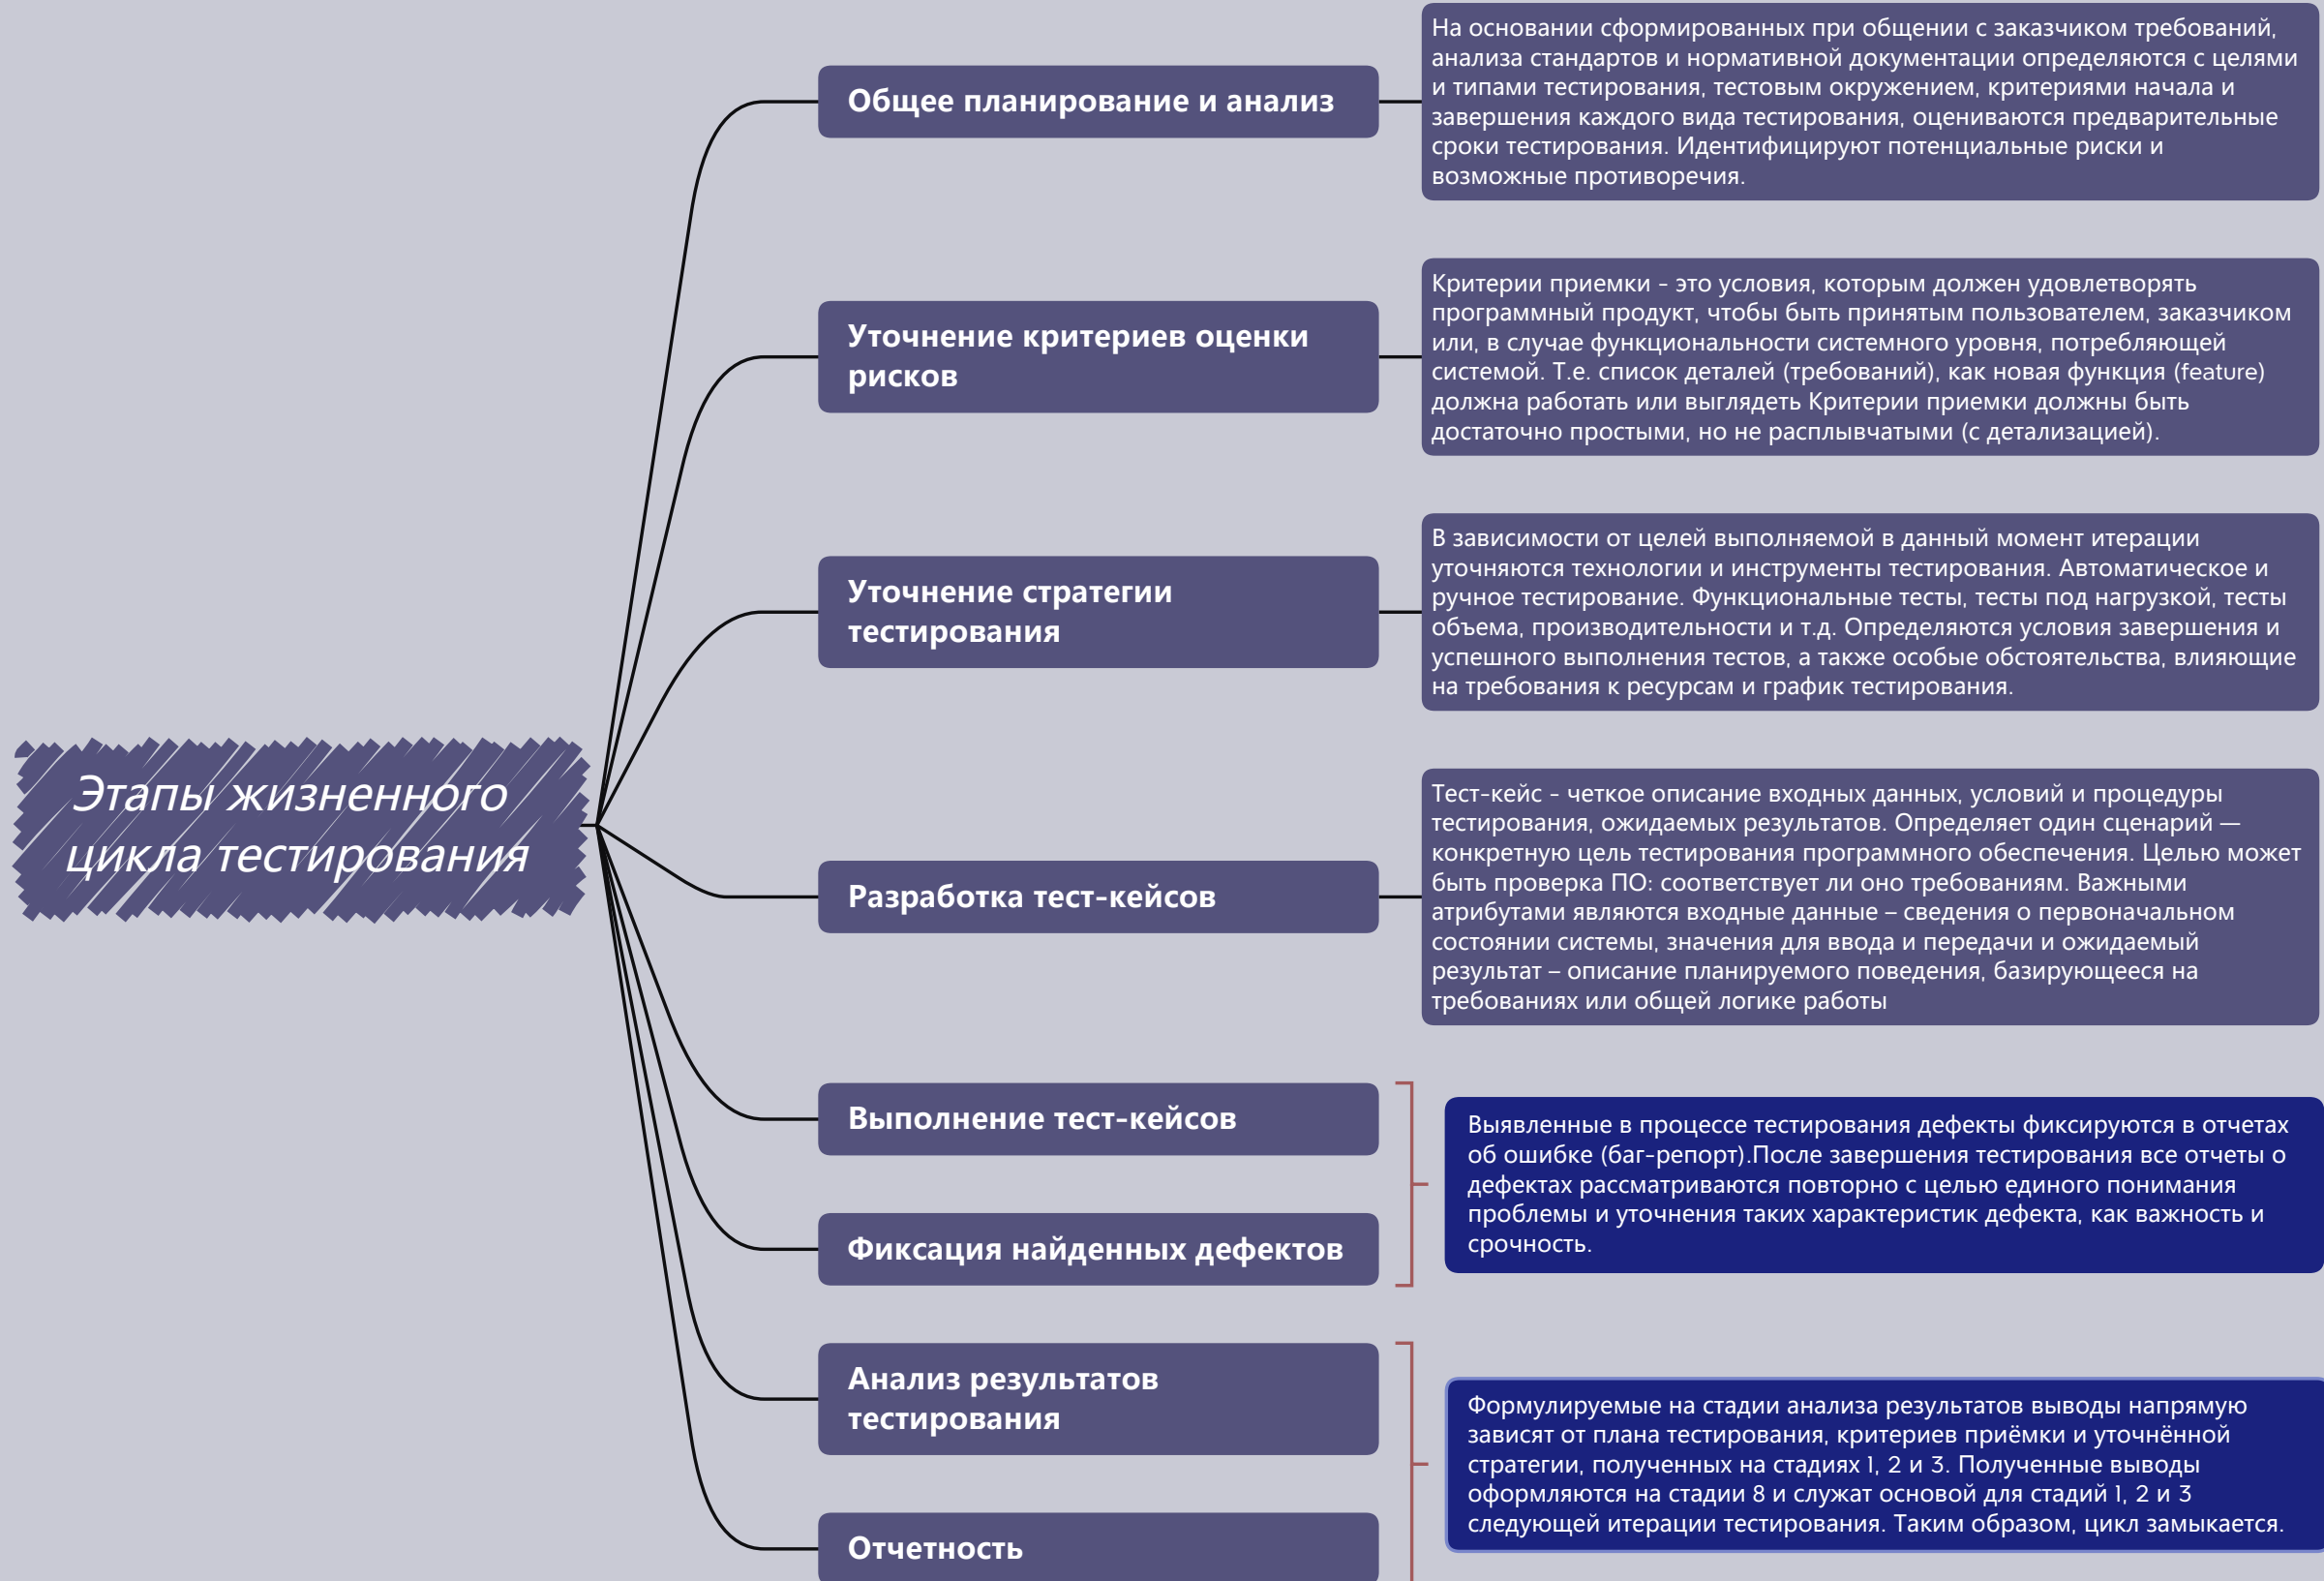 Этапы жизненного
цикла тестирования
Общее планирование и анализ
На основании сформированных при общении с заказчиком требований,
анализа стандартов и нормативной документации определяются с целями
и типами тестирования, тестовым окружением, критериями начала и
завершения каждого вида тестирования, оцениваются предварительные
сроки тестирования. Идентифицируют потенциальные риски и
возможные противоречия.
Уточнение критериев оценки
рисков
Критерии приемки - это условия, которым должен удовлетворять
программный продукт, чтобы быть принятым пользователем, заказчиком
или, в случае функциональности системного уровня, потребляющей
системой. Т.е. список деталей (требований), как новая функция (feature)
должна работать или выглядеть Критерии приемки должны быть
достаточно простыми, но не расплывчатыми (с детализацией).
Уточнение стратегии
тестирования
В зависимости от целей выполняемой в данный момент итерации
уточняются технологии и инструменты тестирования. Автоматическое и
ручное тестирование. Функциональные тесты, тесты под нагрузкой, тесты
объема, производительности и т.д. Определяются условия завершения и
успешного выполнения тестов, а также особые обстоятельства, влияющие
на требования к ресурсам и график тестирования.
Разработка тест-кейсов
Тест-кейс - четкое описание входных данных, условий и процедуры
тестирования, ожидаемых результатов. Определяет один сценарий —
конкретную цель тестирования программного обеспечения. Целью может
быть проверка ПО: соответствует ли оно требованиям. Важными
атрибутами являются входные данные – сведения о первоначальном
состоянии системы, значения для ввода и передачи и ожидаемый
результат – описание планируемого поведения, базирующееся на
требованиях или общей логике работы
Выполнение тест-кейсов
Фиксация найденных дефектов
Выявленные в процессе тестирования дефекты фиксируются в отчетах
об ошибке (баг-репорт).После завершения тестирования все отчеты о
дефектах рассматриваются повторно с целью единого понимания
проблемы и уточнения таких характеристик дефекта, как важность и
срочность.
Анализ результатов
тестирования
Отчетность
Формулируемые на стадии анализа результатов выводы напрямую
зависят от плана тестирования, критериев приёмки и уточнённой
стратегии, полученных на стадиях 1, 2 и 3. Полученные выводы
оформляются на стадии 8 и служат основой для стадий 1, 2 и 3
следующей итерации тестирования. Таким образом, цикл замыкается.